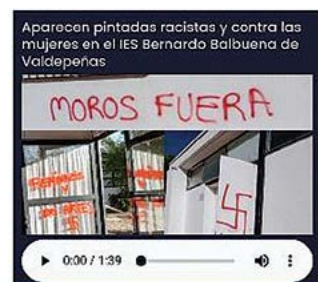 Aparecen pintadas racistas y contra las
mujeres en el IES Bernardo Balbuena de
Valdepeñas
MOROS FUERA
0:00 / 1:39